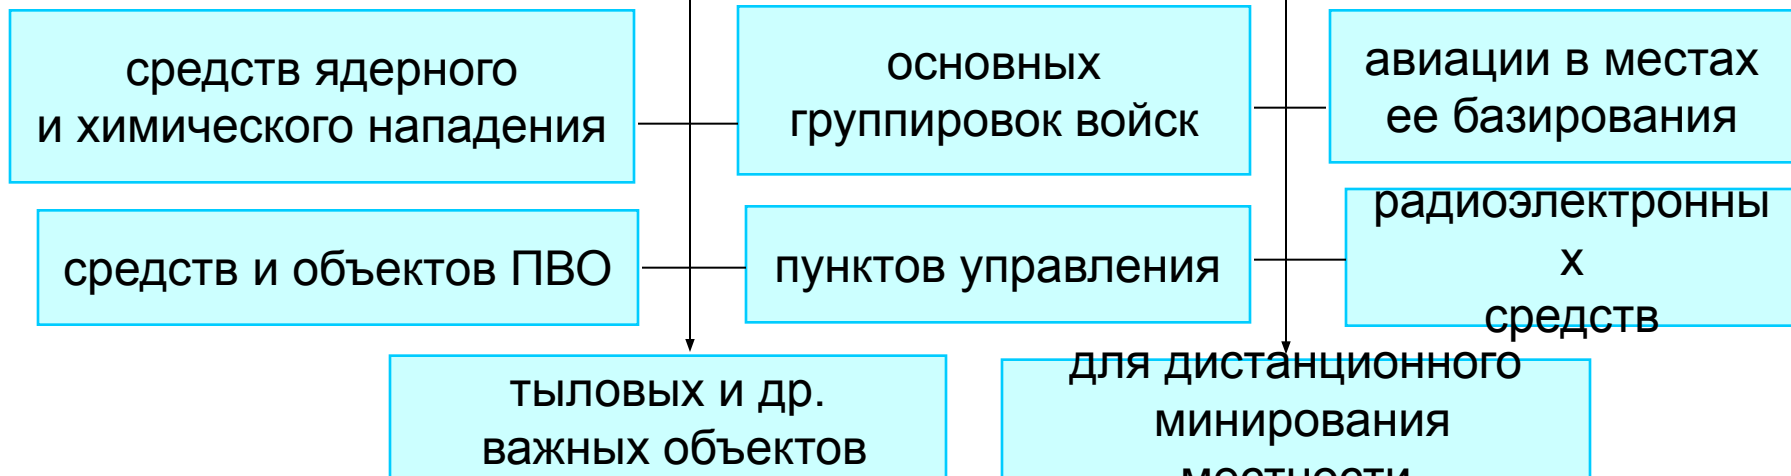 средств ядерного
и химического нападения
основных
группировок войск
авиации в местах
ее базирования
средств и объектов ПВО
пунктов управления
радиоэлектронны
х
средств
тыловых и др.
важных объектов
для дистанционного
минирования
местности